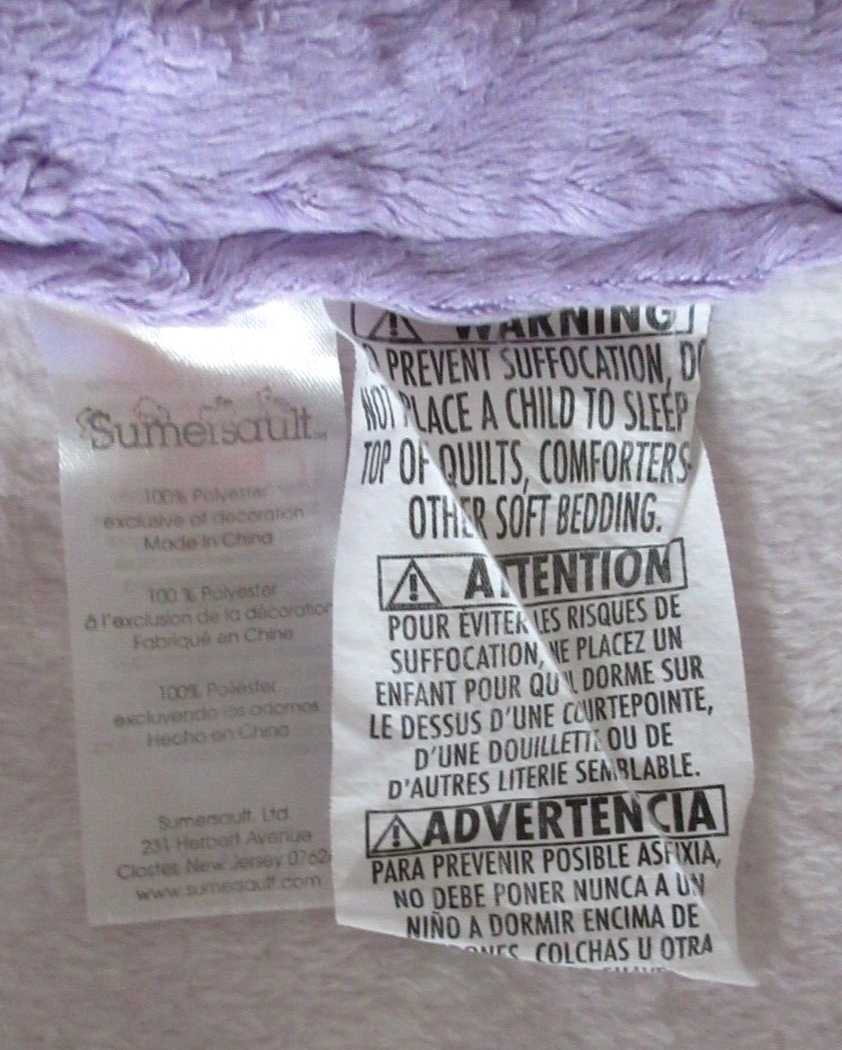 Sumersault
100% Polyester
exclusive of decoration
Made in China
100 % Polyester
à l'exclusion de la décoration
Fabriqué en Chine
100% Poliéster
excluyendo los adornos
Hecho en China
Sumersault, Ltd.
231 Herbert Avenue
Closter, New Jersey 0762
www.sumersault.com
WARNING
O PREVENT SUFFOCATION, DO
NOT PLACE A CHILD TO SLEEP
TOP OF QUILTS, COMFORTERS
OTHER SOFT BEDDING.
ATTENTION
POUR ÉVITER LES RISQUES DE
SUFFOCATION, NE PLACEZ UN
ENFANT POUR QU'IL DORME SUR
LE DESSUS D'UNE COURTEPOINTE,
D'UNE DOUILLETTE OU DE
D'AUTRES LITERIE SEMBLABLE.
ADVERTENCIA
PARA PREVENIR POSIBLE ASFIXIA,
NO DEBE PONER NUNCA A UN
NIÑO A DORMIR ENCIMA DE
COLCHAS U OTRA